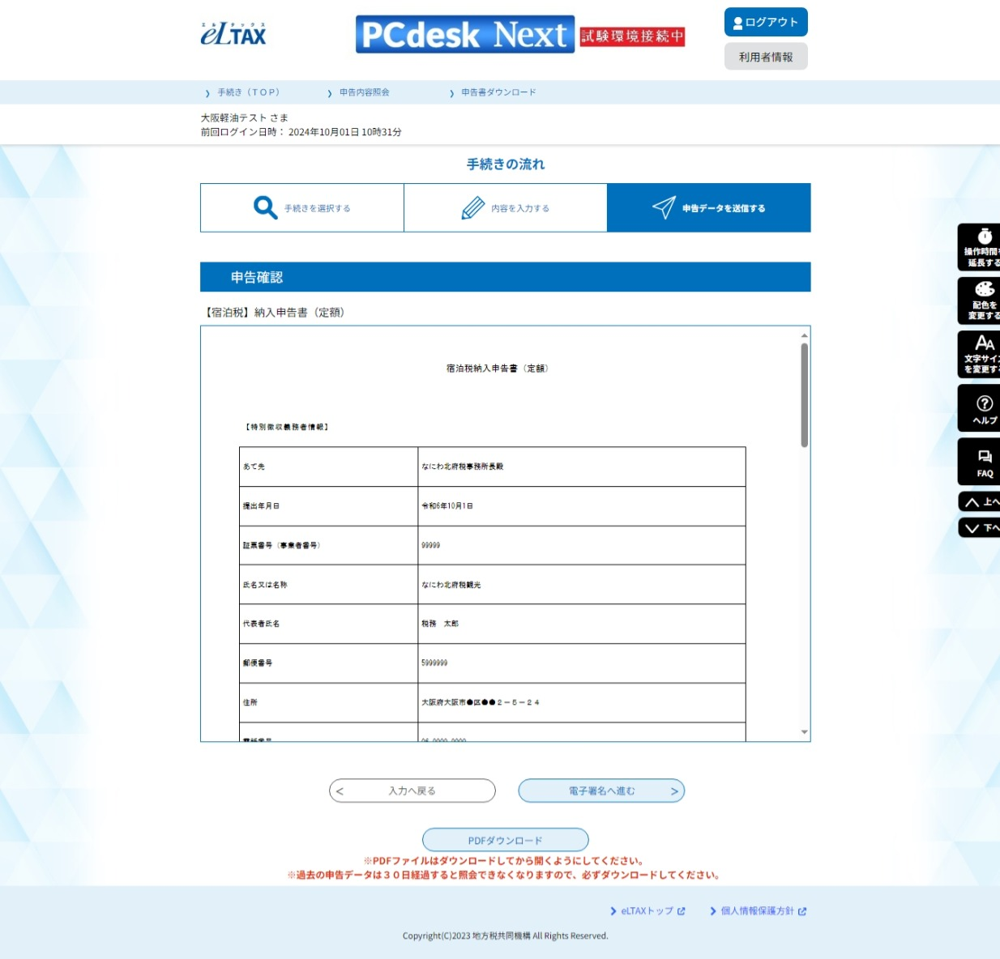 エルタックス
eLTAX
PCdesk Next 試験環境接続中
ログアウト
利用者情報
手続き（ＴＯＰ） 申告内容照会 申告書ダウンロード
大阪軽油テスト さま
前回ログイン日時： 2024年10月01日 10時31分
手続きの流れ
手続きを選択する 内容を入力する 申告データを送信する
申告確認
【宿泊税】納入申告書（定額）
宿泊税納入申告書（定額）
【特別徴収義務者情報】
あて先 なにわ北府税事務所長殿
提出年月日 令和6年10月1日
証票番号（事業者番号） 99999
氏名又は名称 なにわ北府税観光
代表者氏名 税務　太郎
郵便番号 5999999
住所 大阪府大阪市●区●●２－５－２４
入力へ戻る
電子署名へ進む
PDFダウンロード
※PDFファイルはダウンロードしてから開くようにしてください。
※過去の申告データは３０日経過すると照会できなくなりますので、必ずダウンロードしてください。
eLTAXトップ 個人情報保護方針
Copyright(C)2023 地方税共同機構 All Rights Reserved.
操作時間を
延長する
配色を
変更する
文字サイズ
を変更する
ヘルプ
FAQ
上へ
下へ